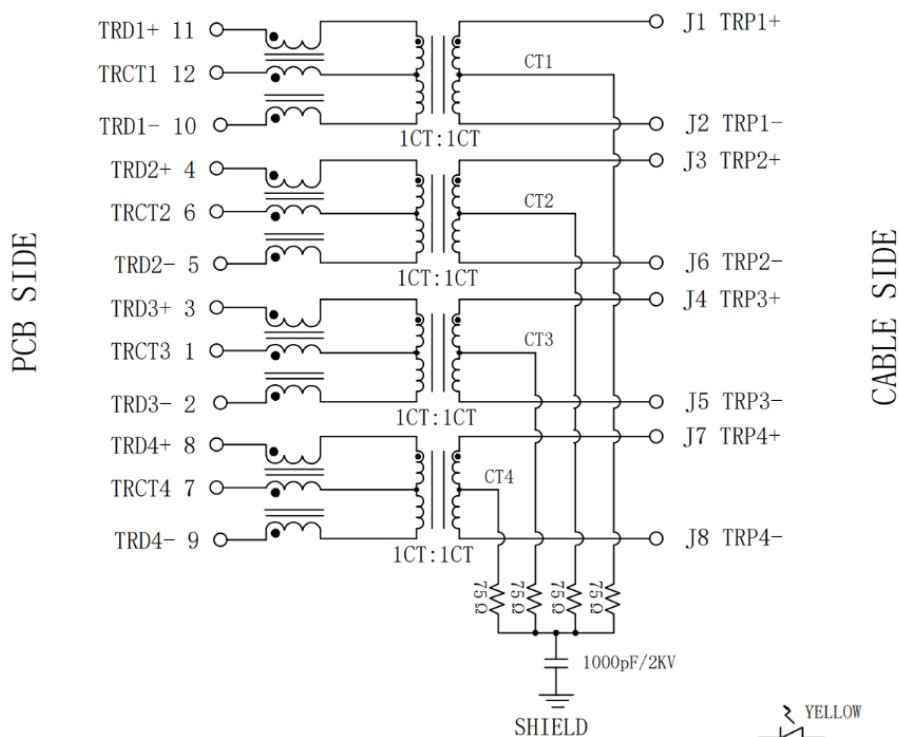 TRD1+ 11
J1 TRP1+
TRCT1 12
CT1
TRD1- 10
J2 TRP1-
1CT:1CT
TRD2+ 4
J3 TRP2+
TRCT2 6
CT2
TRD2- 5
J6 TRP2-
1CT:1CT
TRD3+ 3
J4 TRP3+
TRCT3 1
CT3
TRD3- 2
J5 TRP3-
1CT:1CT
TRD4+ 8
J7 TRP4+
TRCT4 7
CT4
TRD4- 9
J8 TRP4-
1CT:1CT
PCB SIDE
CABLE SIDE
75Ω
75Ω
75Ω
75Ω
1000pF/2KV
SHIELD
YELLOW